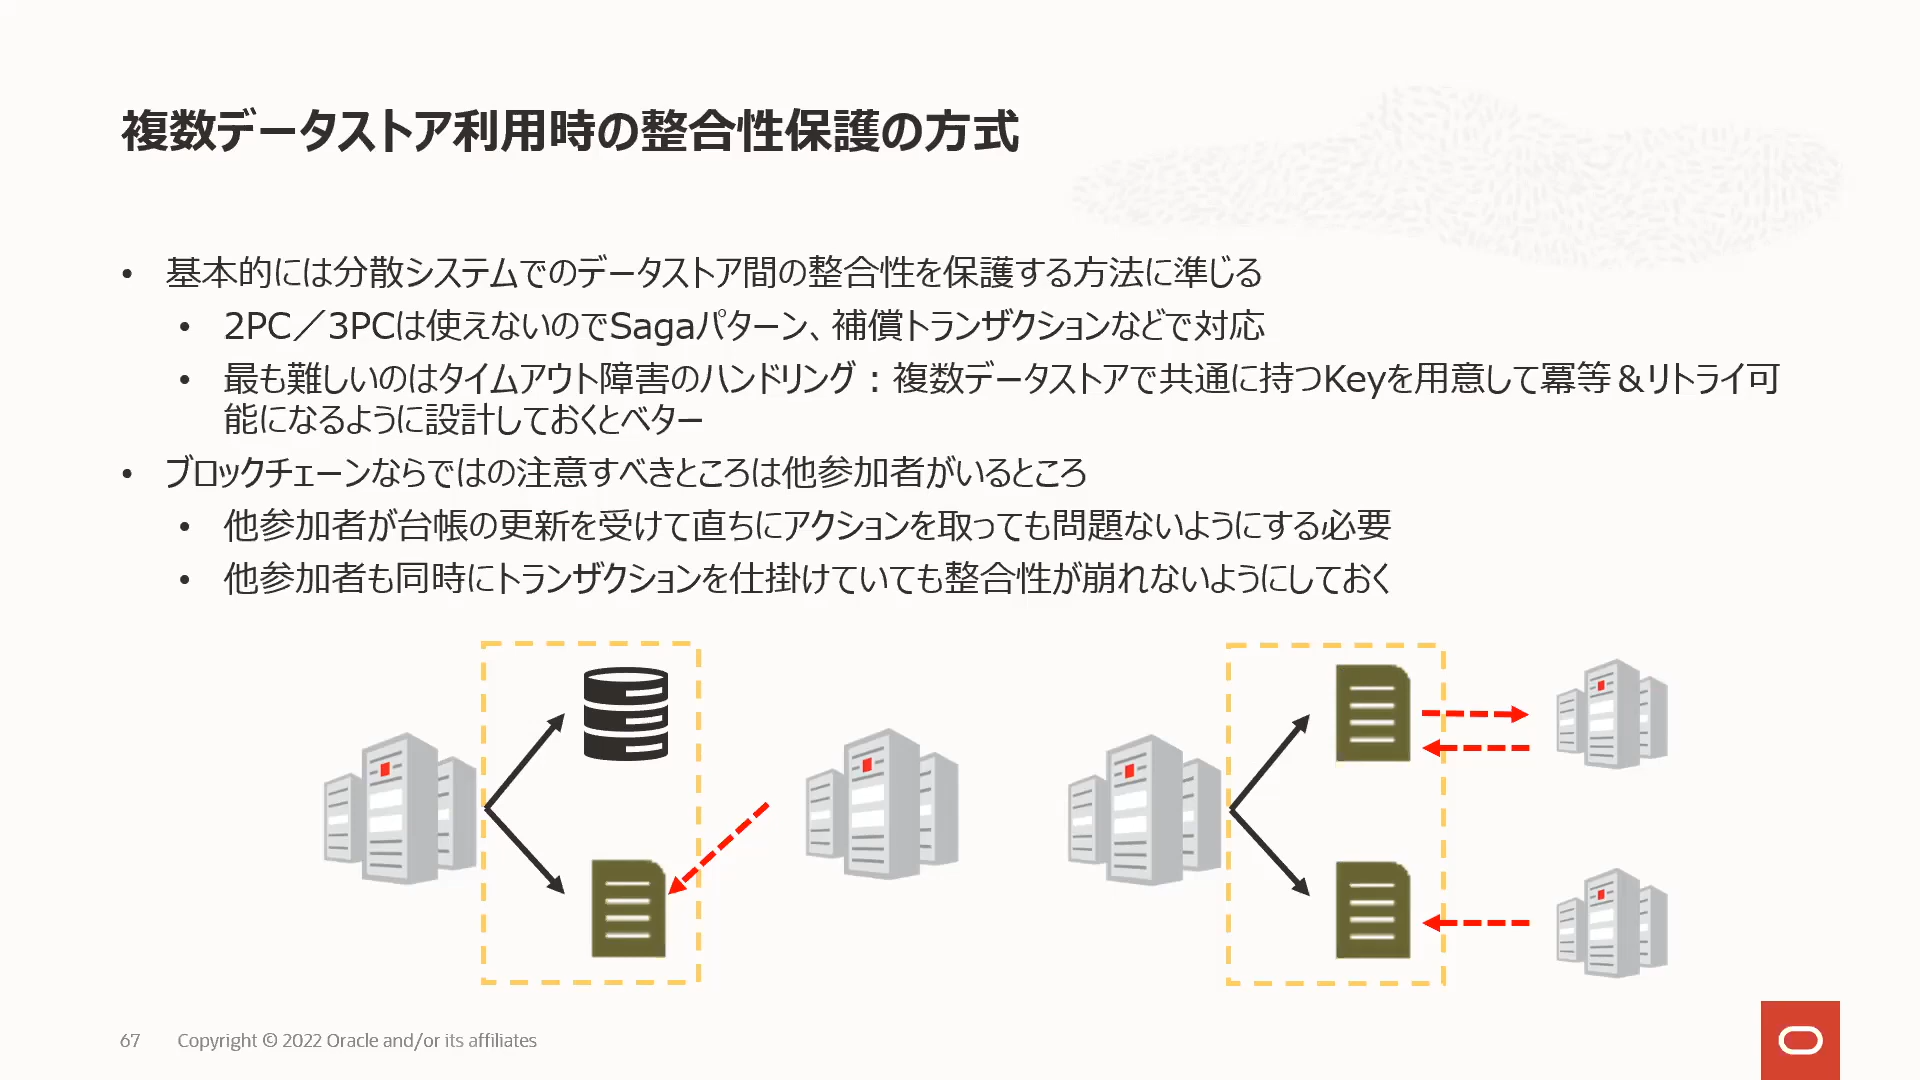 複数データストア利用時の整合性保護の方式
• 基本的には分散システムでのデータストア間の整合性を保護する方法に準じる
• 2PC／3PCは使えないのでSagaパターン、補償トランザクションなどで対応
• 最も難しいのはタイムアウト障害のハンドリング：複数データストアで共通に持つKeyを用意して冪等＆リトライ可
能になるように設計しておくとベター
• ブロックチェーンならではの注意すべきところは他参加者がいるところ
• 他参加者が台帳の更新を受けて直ちにアクションを取っても問題ないようにする必要
• 他参加者も同時にトランザクションを仕掛けていても整合性が崩れないようにしておく
67 Copyright © 2022 Oracle and/or its affiliates